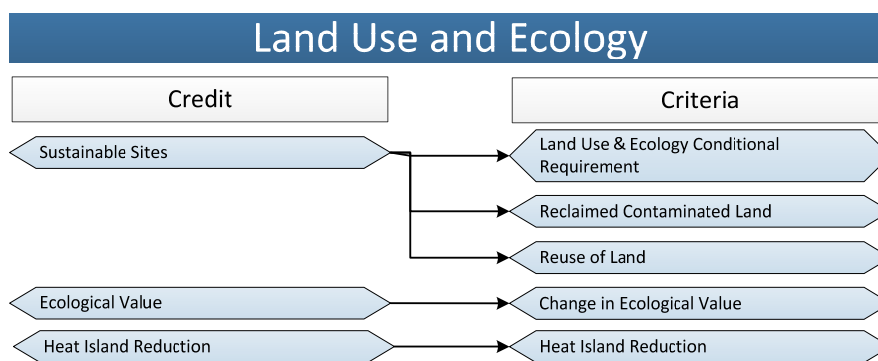 Land Use and Ecology
Credit
Criteria
Sustainable Sites
Land Use & Ecology Conditional
Requirement
Reclaimed Contaminated Land
Reuse of Land
Ecological Value
Change in Ecological Value
Heat Island Reduction
Heat Island Reduction